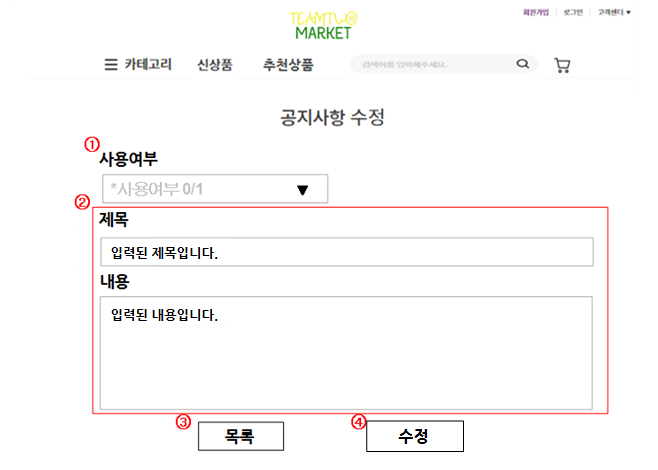 회원가입 | 로그인 | 고객센터 ▼
TEAMTWO
MARKET
카테고리 신상품 추천상품 검색어를 입력해주세요.
공지사항 수정
①
사용여부
*사용여부 0/1 ▼
②
제목
입력된 제목입니다.
내용
입력된 내용입니다.
③ 목록 ④ 수정